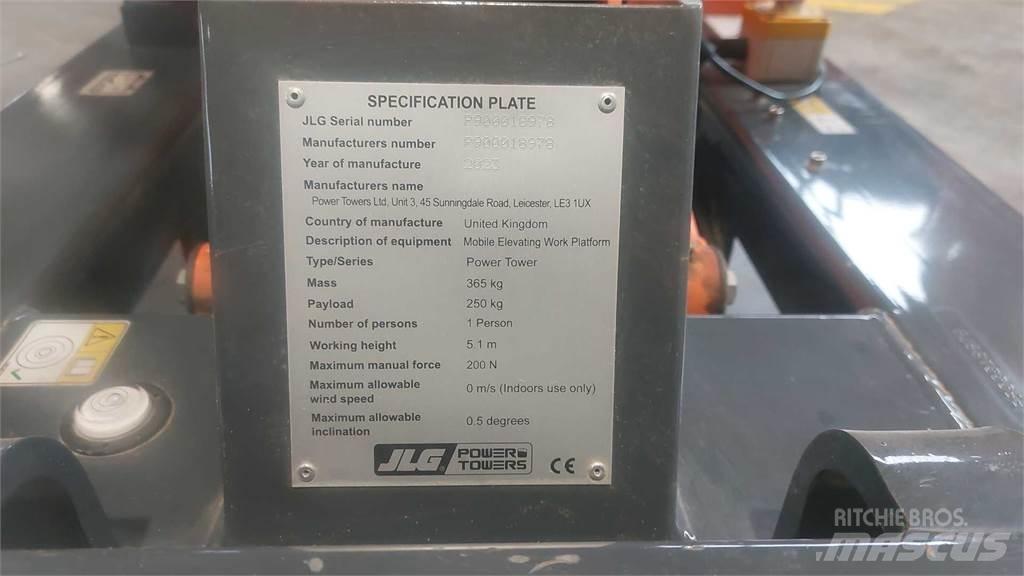 SPECIFICATION PLATE
JLG Serial number P900018978
Manufacturers number P900018978
Year of manufacture 2023
Manufacturers name
Power Towers Ltd, Unit 3, 45 Sunningdale Road, Leicester, LE3 1UX
Country of manufacture United Kingdom
Description of equipment Mobile Elevating Work Platform
Type/Series Power Tower
Mass 365 kg
Payload 250 kg
Number of persons 1 Person
Working height 5.1 m
Maximum manual force 200 N
Maximum allowable
wind speed 0 m/s (Indoors use only)
Maximum allowable
inclination 0.5 degrees
JLG POWER TOWERS CE
RITCHIE BROS.
MASCUS